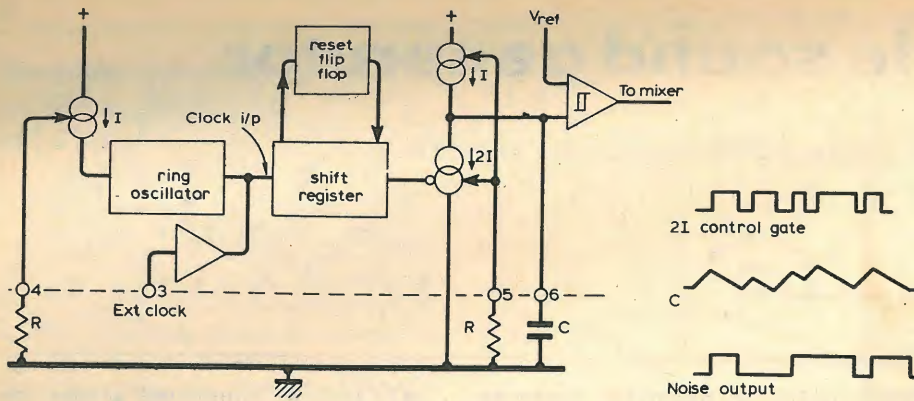 +
I
ring
oscillator
Clock i/p
reset
flip
flop
shift
register
+
I
2I
Vref
To mixer
4
3
Ext clock
R
5
6
R
C
2I control gate
C
Noise output